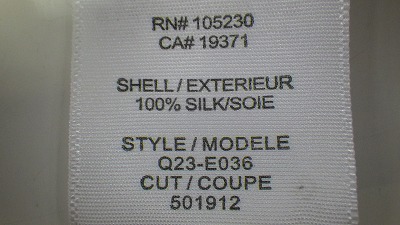 RN# 105230
CA# 19371
SHELL / EXTERIEUR
100% SILK/SOIE
STYLE / MODELE
Q23-E036
CUT / COUPE
501912